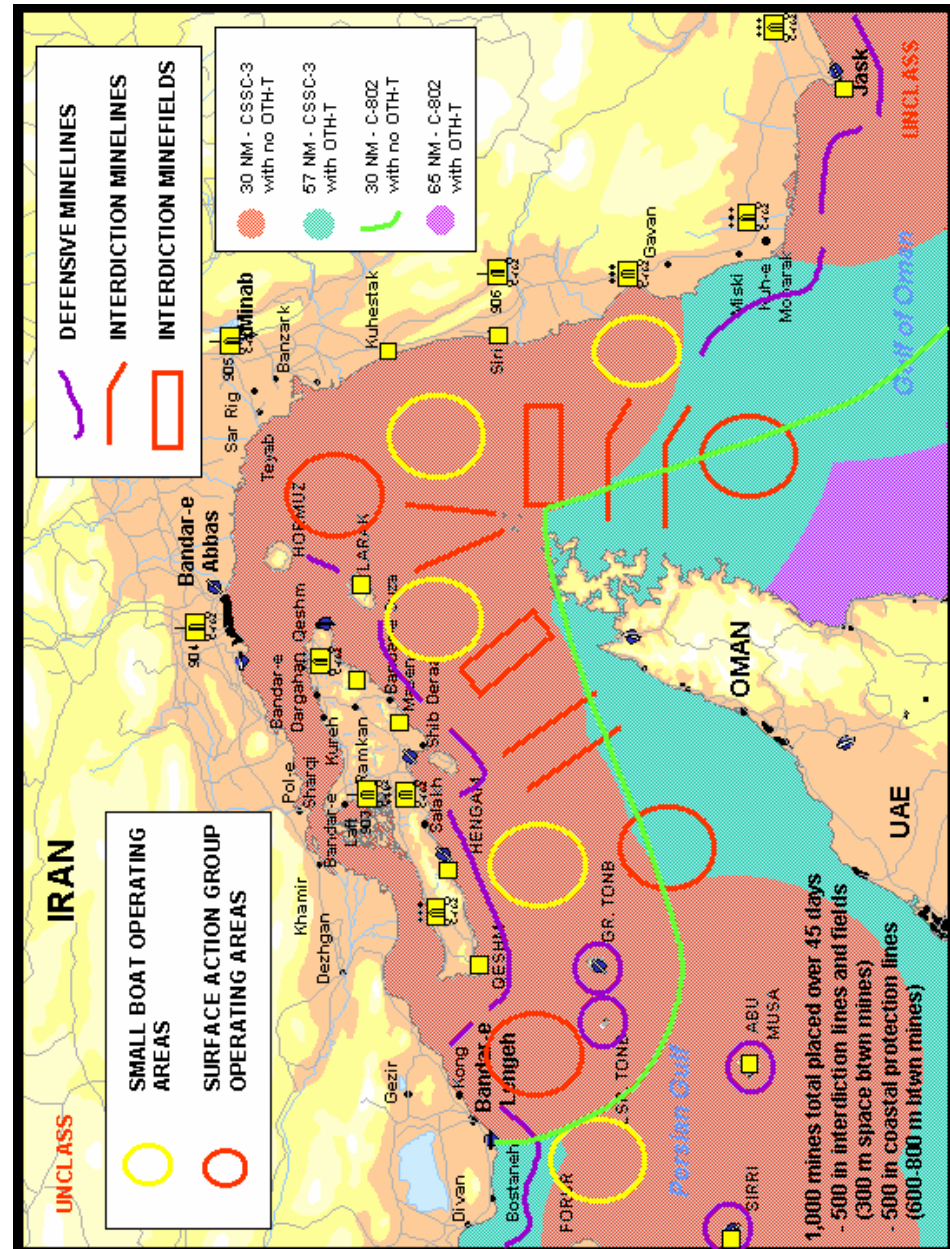 UNCLASS
IRAN
SMALL BOAT OPERATING
AREAS
SURFACE ACTION GROUP
OPERATING AREAS
DEFENSIVE MINELINES
INTERDICTION MINELINES
INTERDICTION MINEFIELDS
30 NM - CSSC-3
with no OTH-T
57 NM - CSSC-3
with OTH-T
30 NM - C-802
with no OTH-T
65 NM - C-802
with OTH-T
Bandar-e
Abbas
904
Sar Rig
905
Minab
Banzark
Teyab
Kuhestak
HORMUZ
LARAK
Siri
906
Gavan
Miski
Kuh-e
Mobarak
Jask
UNCLASS
Gulf of Oman
Khamir
Dezhgan
Pol-e
Sharqi
Bandar-e
Laft
Bandar-e
Dargahan
Qeshm
Kureh
Ramkan
903
Salakh
Shib Deraz
HENGAM
QESHM
Gezir
Kong
Bandar-e
Lengeh
Divan
Bostaneh
FORUR
LSR. TONB
GR. TONB
Persian Gulf
ABU
MUSA
SIRRI
OMAN
UAE
1,000 mines total placed over 45 days
- 500 in interdiction lines and fields
(300 m space btwn mines)
- 500 in coastal protection lines
(600-800 m btwn mines)